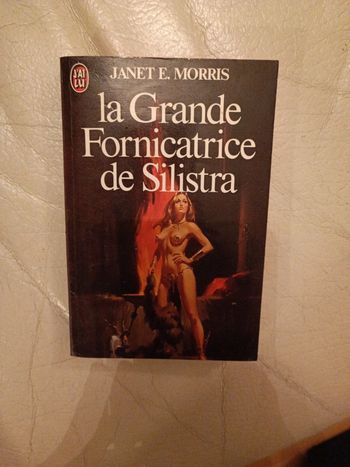 J'AI
LU
JANET E. MORRIS
la Grande
Fornicatrice
de Silistra